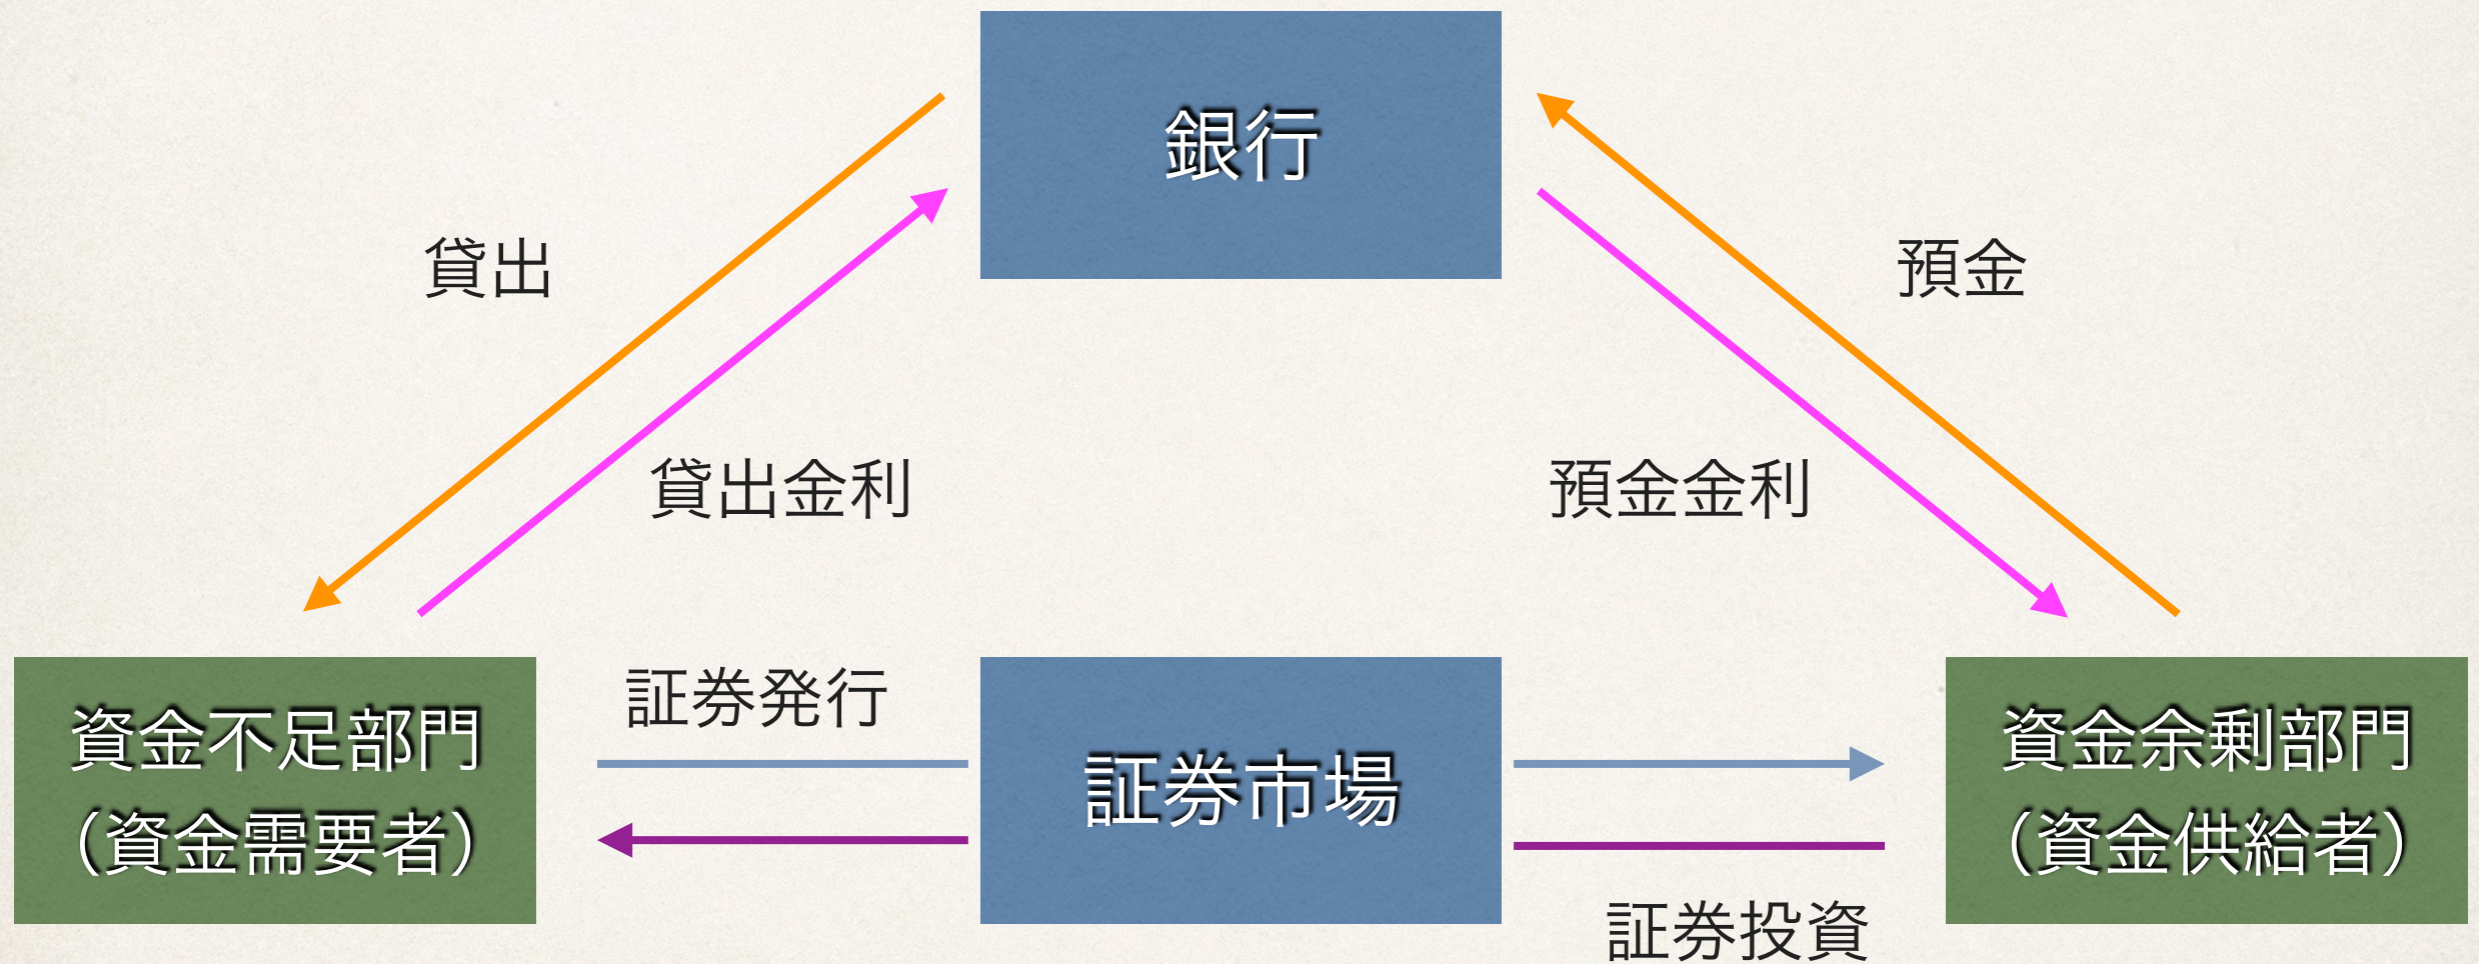 銀行
貸出
預金
貸出金利
預金金利
証券発行
資金不足部門
（資金需要者）
証券市場
資金余剰部門
（資金供給者）
証券投資